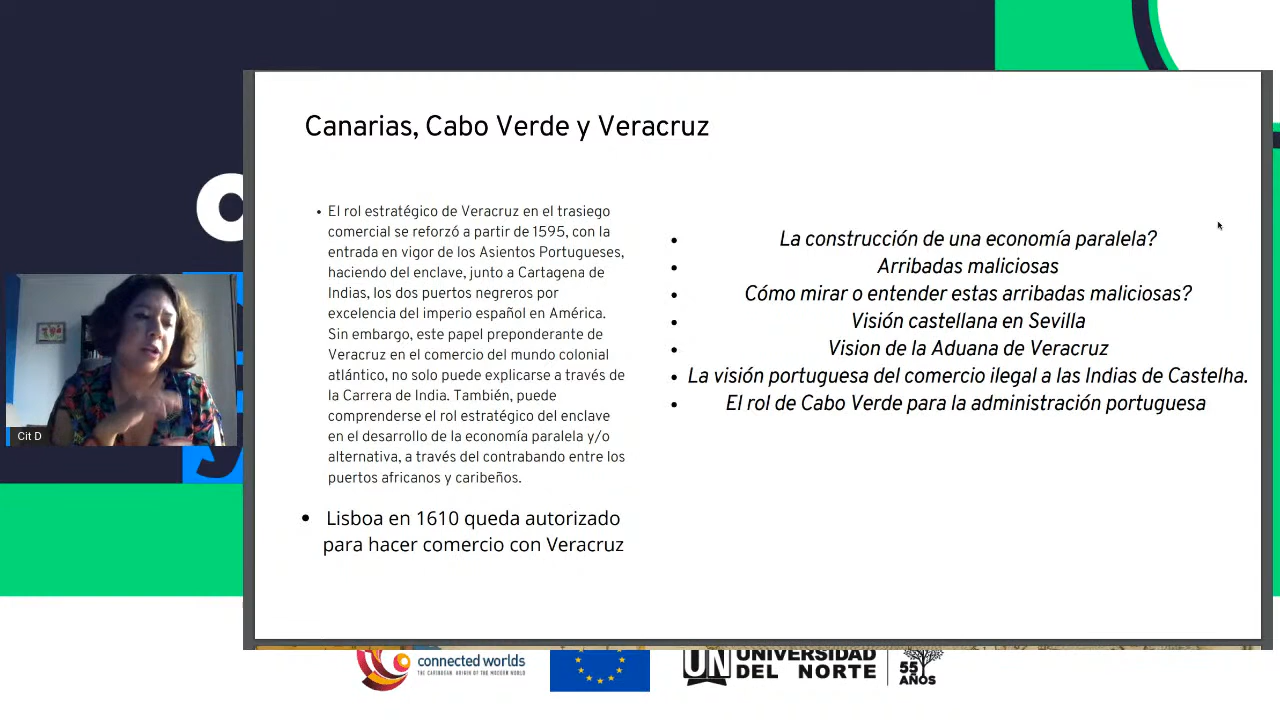 Canarias, Cabo Verde y Veracruz
• El rol estratégico de Veracruz en el trasiego
comercial se reforzó a partir de 1595, con la
entrada en vigor de los Asientos Portugueses,
haciendo del enclave, junto a Cartagena de
Indias, los dos puertos negreros por
excelencia del imperio español en América.
Sin embargo, este papel preponderante de
Veracruz en el comercio del mundo colonial
atlántico, no solo puede explicarse a través de
la Carrera de India. También, puede
comprenderse el rol estratégico del enclave
en el desarrollo de la economía paralela y/o
alternativa, a través del contrabando entre los
puertos africanos y caribeños.
• Lisboa en 1610 queda autorizado
para hacer comercio con Veracruz
• La construcción de una economía paralela?
• Arribadas maliciosas
• Cómo mirar o entender estas arribadas maliciosas?
• Visión castellana en Sevilla
• Vision de la Aduana de Veracruz
• La visión portuguesa del comercio ilegal a las Indias de Castelha.
• El rol de Cabo Verde para la administración portuguesa
Cit D
connected worlds
THE CARIBBEAN, ORIGIN OF THE MODERN WORLD
UN
UNIVERSIDAD
DEL NORTE
55
AÑOS